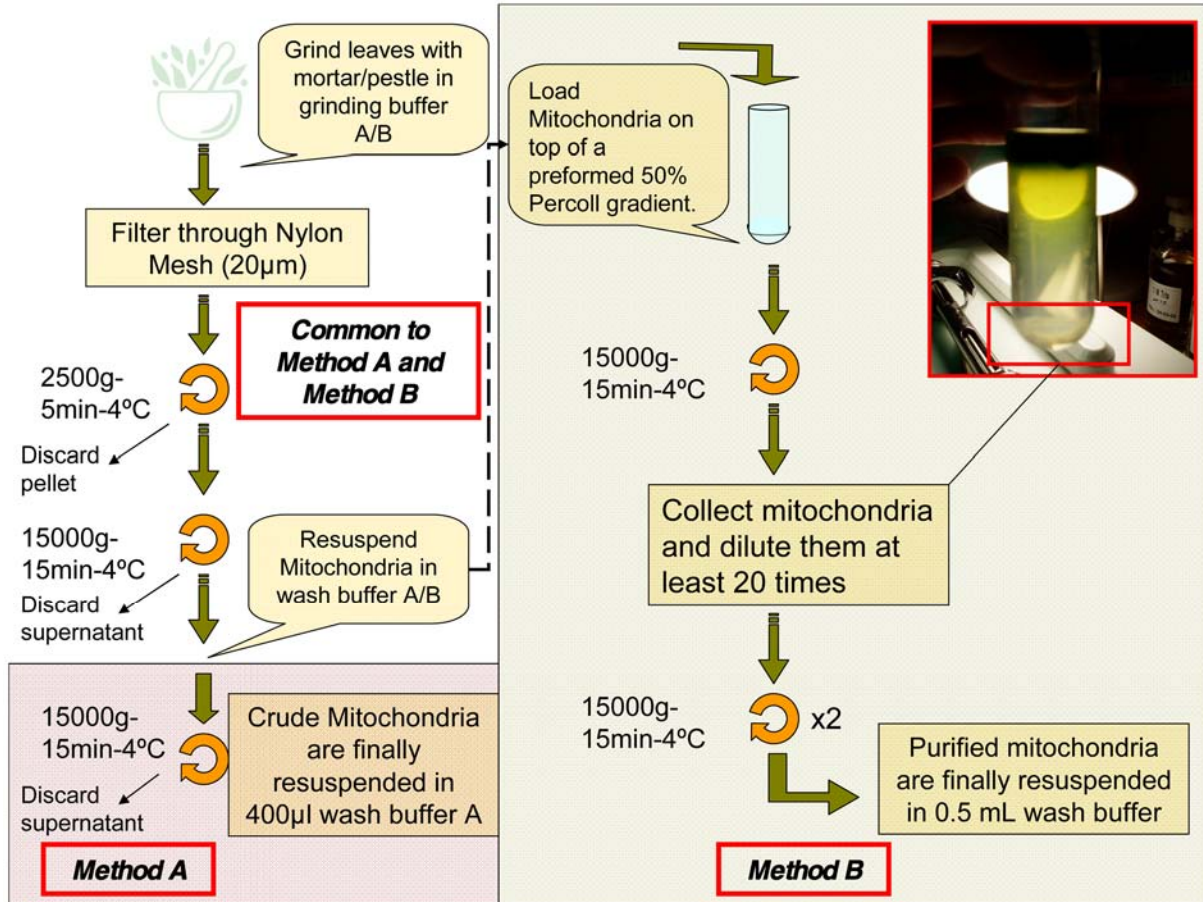 Grind leaves with
mortar/pestle in
grinding buffer
A/B
Filter through Nylon
Mesh (20µm)
Common to
Method A and
Method B
2500g-
5min-4ºC
Discard
pellet
15000g-
15min-4ºC
Discard
supernatant
Resuspend
Mitochondria in
wash buffer A/B
15000g-
15min-4ºC
Discard
supernatant
Crude Mitochondria
are finally
resuspended in
400µl wash buffer A
Method A
Load
Mitochondria on
top of a
preformed 50%
Percoll gradient.
15000g-
15min-4ºC
Collect mitochondria
and dilute them at
least 20 times
15000g-
15min-4ºC
x2
Purified mitochondria
are finally resuspended
in 0.5 mL wash buffer
Method B